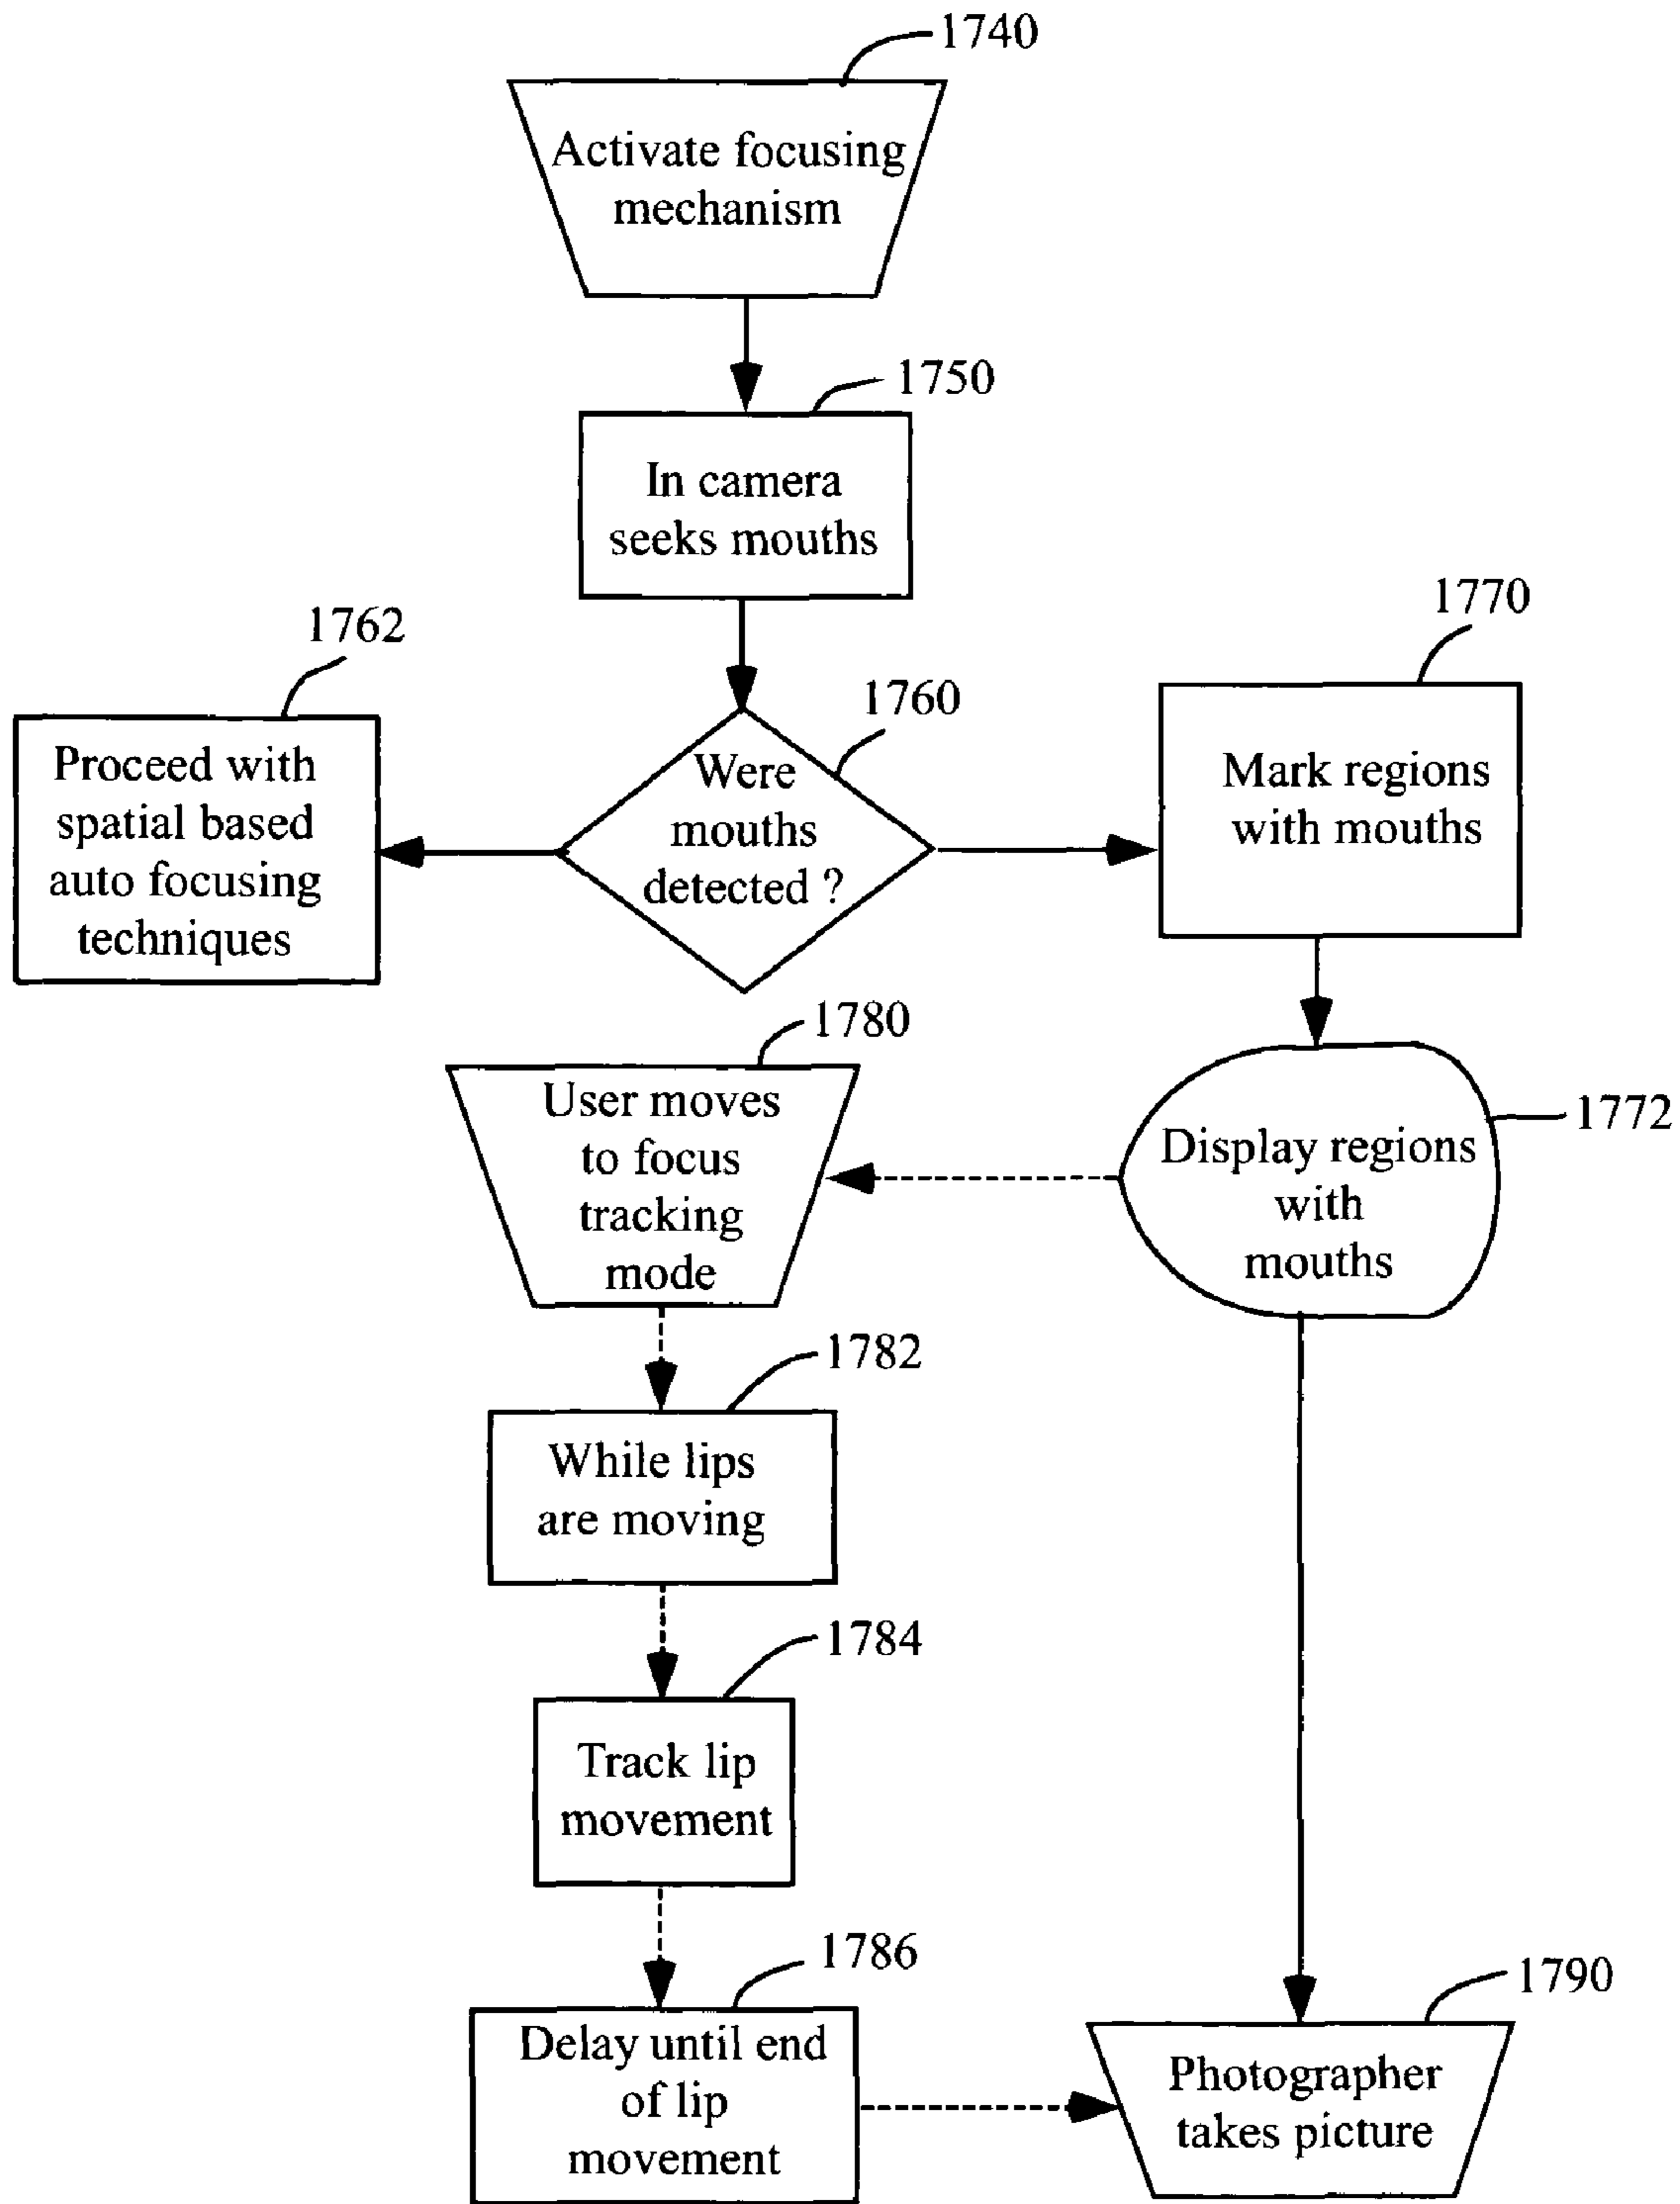 1740
Activate focusing
mechanism
1750
In camera
seeks mouths
1762
Proceed with
spatial based
auto focusing
techniques
1760
Were
mouths
detected ?
1770
Mark regions
with mouths
1780
User moves
to focus
tracking
mode
1772
Display regions
with
mouths
1782
While lips
are moving
1784
Track lip
movement
1786
Delay until end
of lip
movement
1790
Photographer
takes picture